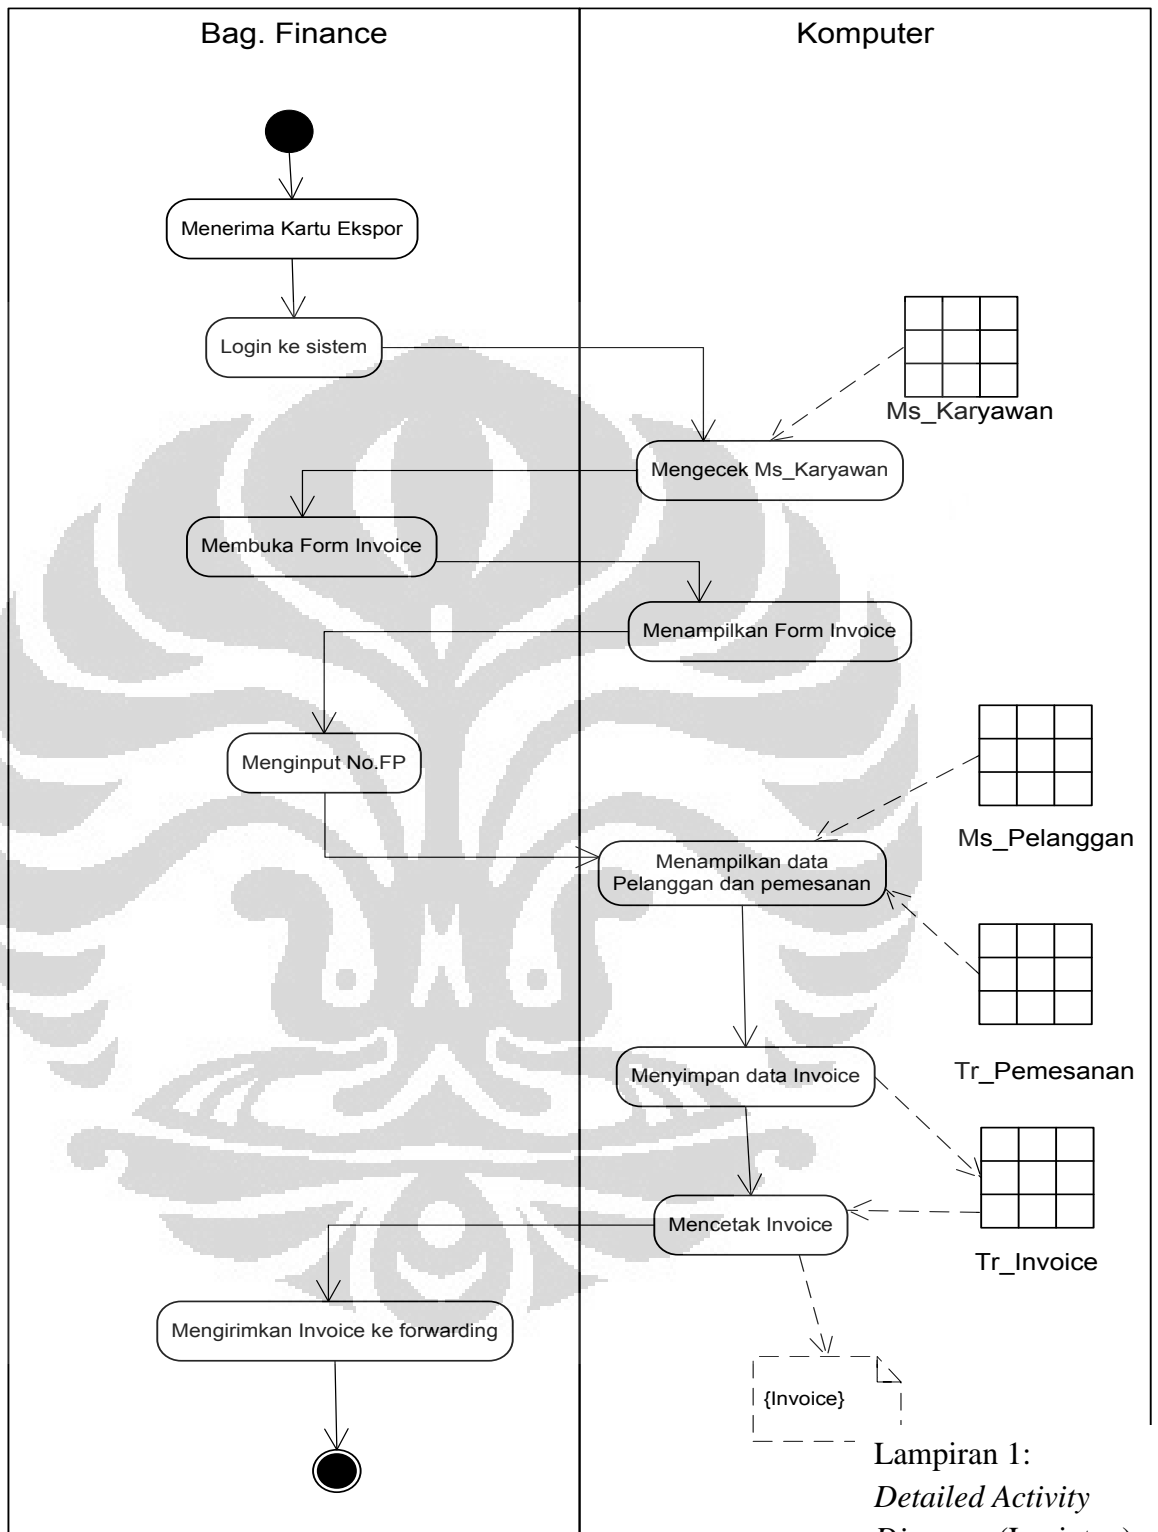 Bag. Finance
Komputer
Menerima Kartu Ekspor
Login ke sistem
Ms_Karyawan
Mengecek Ms_Karyawan
Membuka Form Invoice
Menampilkan Form Invoice
Menginput No.FP
Ms_Pelanggan
Menampilkan data
Pelanggan dan pemesanan
Tr_Pemesanan
Menyimpan data Invoice
Mencetak Invoice
Tr_Invoice
Mengirimkan Invoice ke forwarding
{Invoice}
Lampiran 1:
Detailed Activity